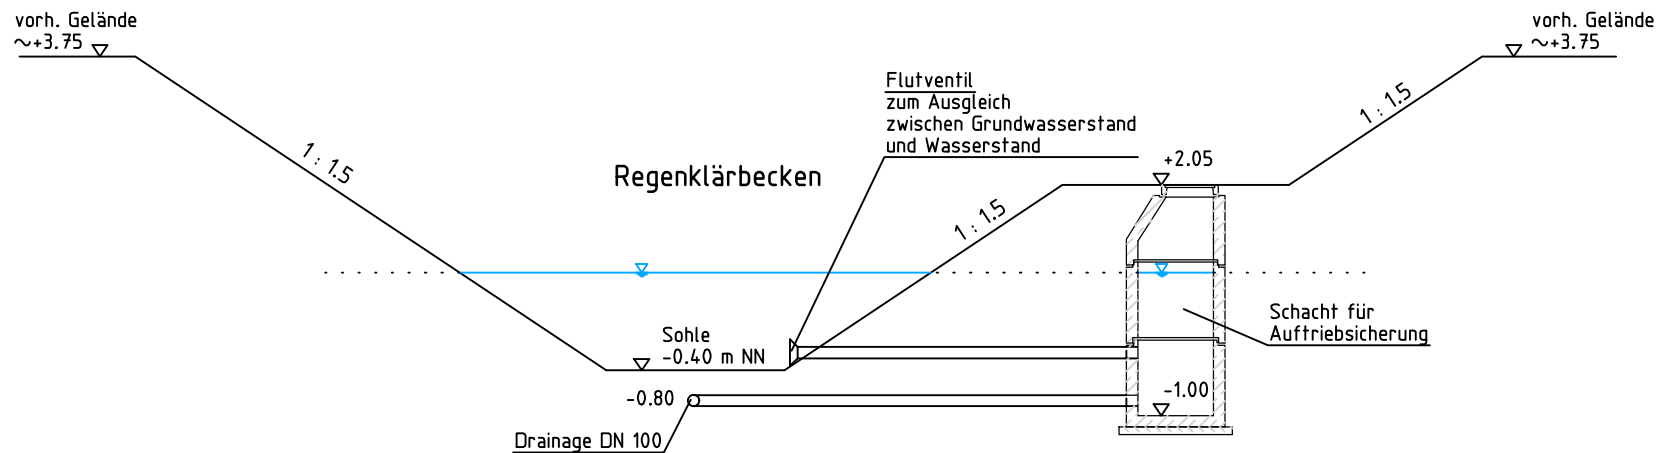 vorh. Gelände
~+3.75
vorh. Gelände
~+3.75
Flutventil
zum Ausgleich
zwischen Grundwasserstand
und Wasserstand
1 : 1.5
1 : 1.5
Regenklärbecken
+2.05
1 : 1.5
Schacht für
Auftriebsicherung
Sohle
-0.40 m NN
-0.80
-1.00
Drainage DN 100